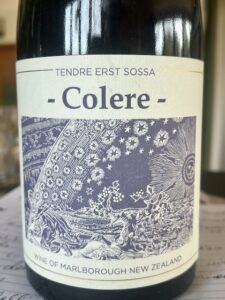 TENDRE ERST SOSSA
- Colere -
WINE OF MARLBOROUGH NEW ZEALAND